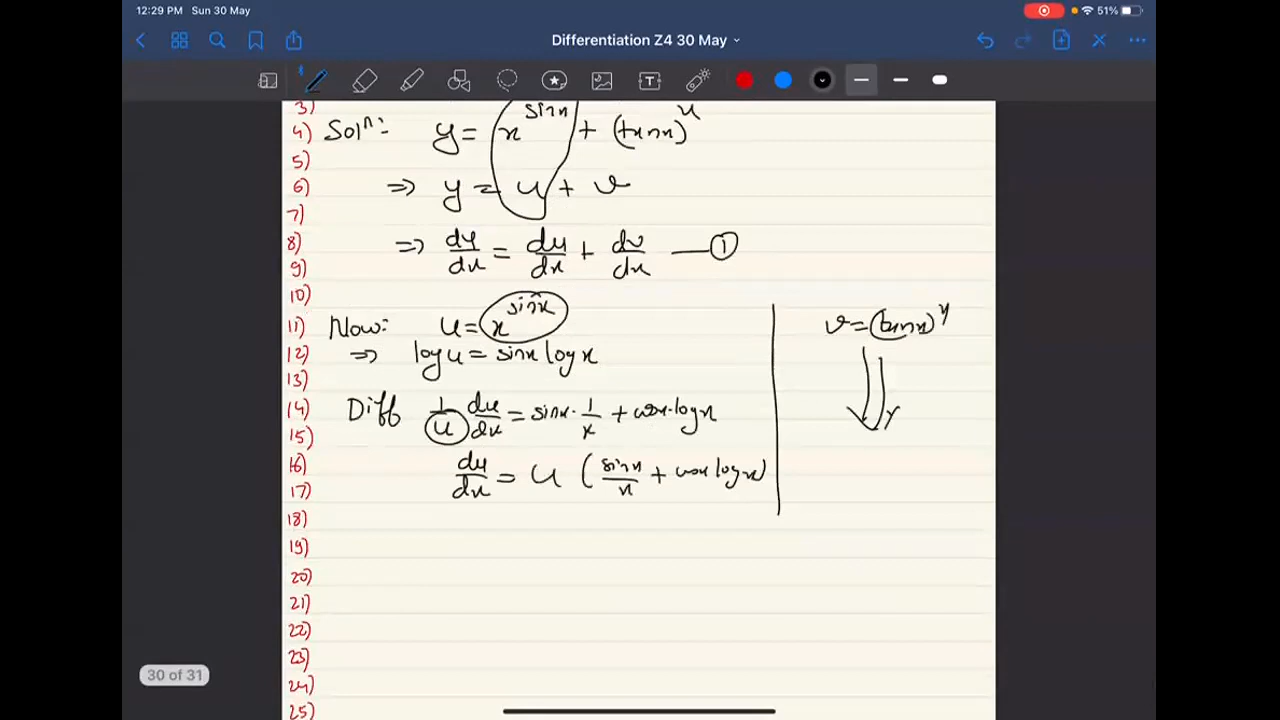 12:29 PM Sun 30 May
51%
Differentiation Z4 30 May
3)
4) Solⁿ: y = x^sinx + (tanx)^x
5)
6) ⇒ y = u + v
7)
8) ⇒ dy/dx = du/dx + dv/dx — ①
9)
10)
11) Now: u = x^sinx
v = (tanx)^x
12) ⇒ log u = sinx log x
13)
14) Diff 1/u du/dx = sinx · 1/x + cosx · logx
15)
16) du/dx = u (sinx/x + cosx logx)
17)
18)
19)
20)
21)
22)
23)
24)
25)
30 of 31